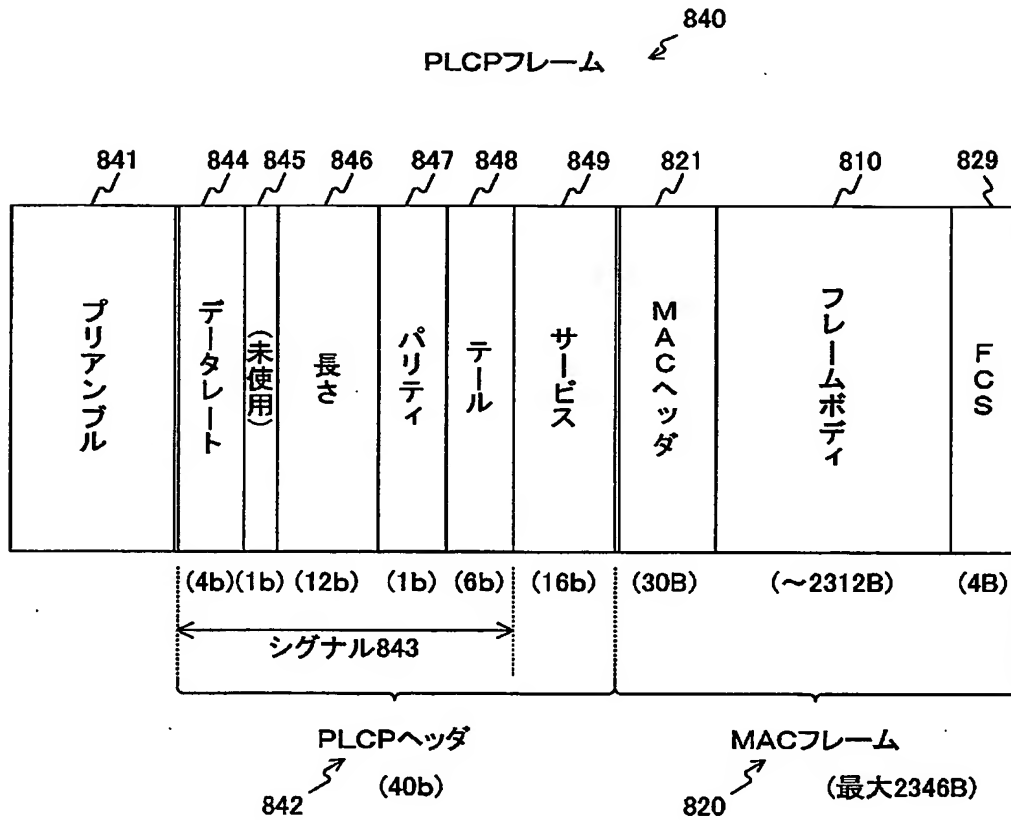 840
PLCPフレーム
841 844 845 846 847 848 849 821 810 829
プリアンブル
データレート
(未使用)
長さ
パリティ
テール
サービス
MACヘッダ
フレームボディ
FCS
(4b) (1b) (12b) (1b) (6b) (16b) (30B) (～2312B) (4B)
シグナル843
PLCPヘッダ MACフレーム
842 (40b) 820 (最大2346B)